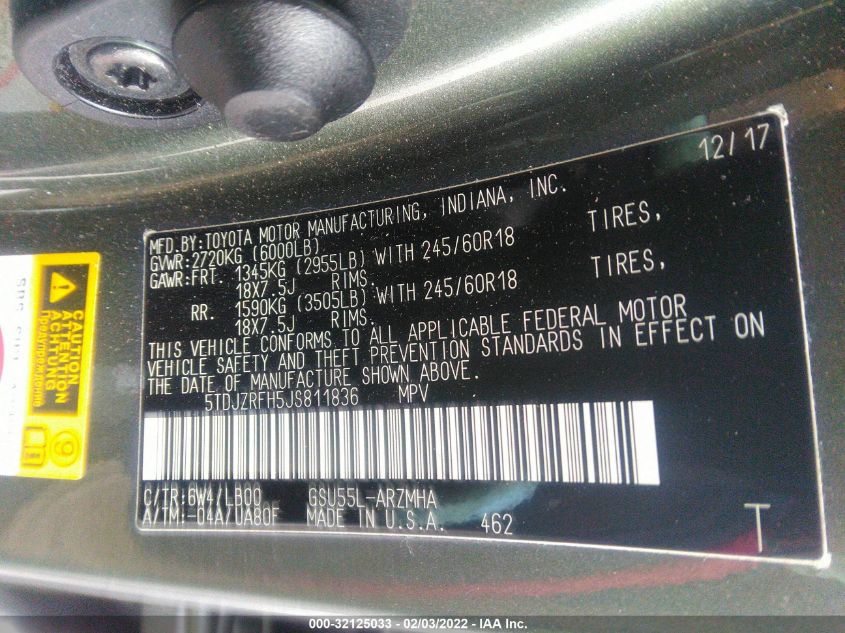 12/17
MFD.BY:TOYOTA MOTOR MANUFACTURING, INDIANA, INC.
GVWR:2720KG (6000LB)
GAWR:FRT. 1345KG (2955LB) WITH 245/60R18 TIRES,
18X7.5J RIMS.
RR. 1590KG (3505LB) WITH 245/60R18 TIRES,
18X7.5J RIMS.
THIS VEHICLE CONFORMS TO ALL APPLICABLE FEDERAL MOTOR
VEHICLE SAFETY AND THEFT PREVENTION STANDARDS IN EFFECT ON
THE DATE OF MANUFACTURE SHOWN ABOVE.
5TDJZRFH5JS811836 MPV
C/TR:6W4/LB00 GSU55L-ARZMHA
A/TM:-04A/UA80F MADE IN U.S.A. 462
T
CAUTION
ATTENTION
ACHTUNG
000-32125033 - 02/03/2022 - IAA Inc.